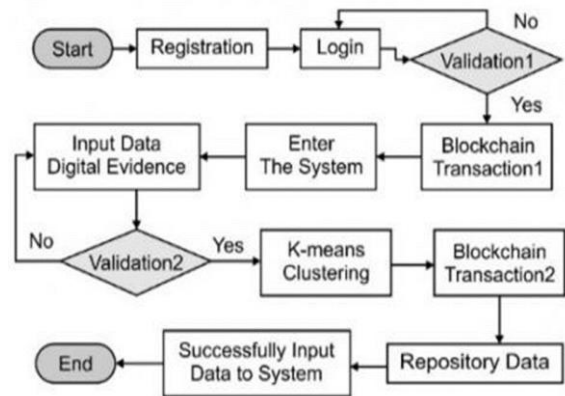 No
Start
Registration
Login
Validation1
Yes
Input Data
Digital Evidence
Enter
The System
Blockchain
Transaction1
No
Validation2
Yes
K-means
Clustering
Blockchain
Transaction2
End
Successfully Input
Data to System
Repository Data